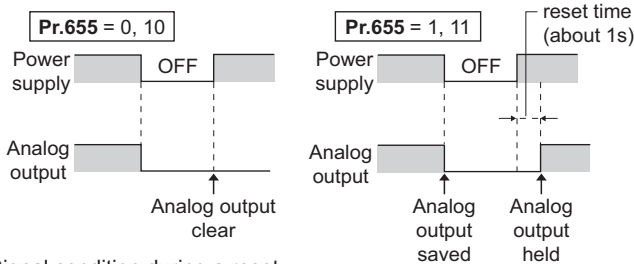 Pr.655 = 0, 10
Power supply
OFF
Analog output
Analog output clear
Pr.655 = 1, 11
reset time (about 1s)
Power supply
OFF
Analog output
Analog output saved
Analog output held